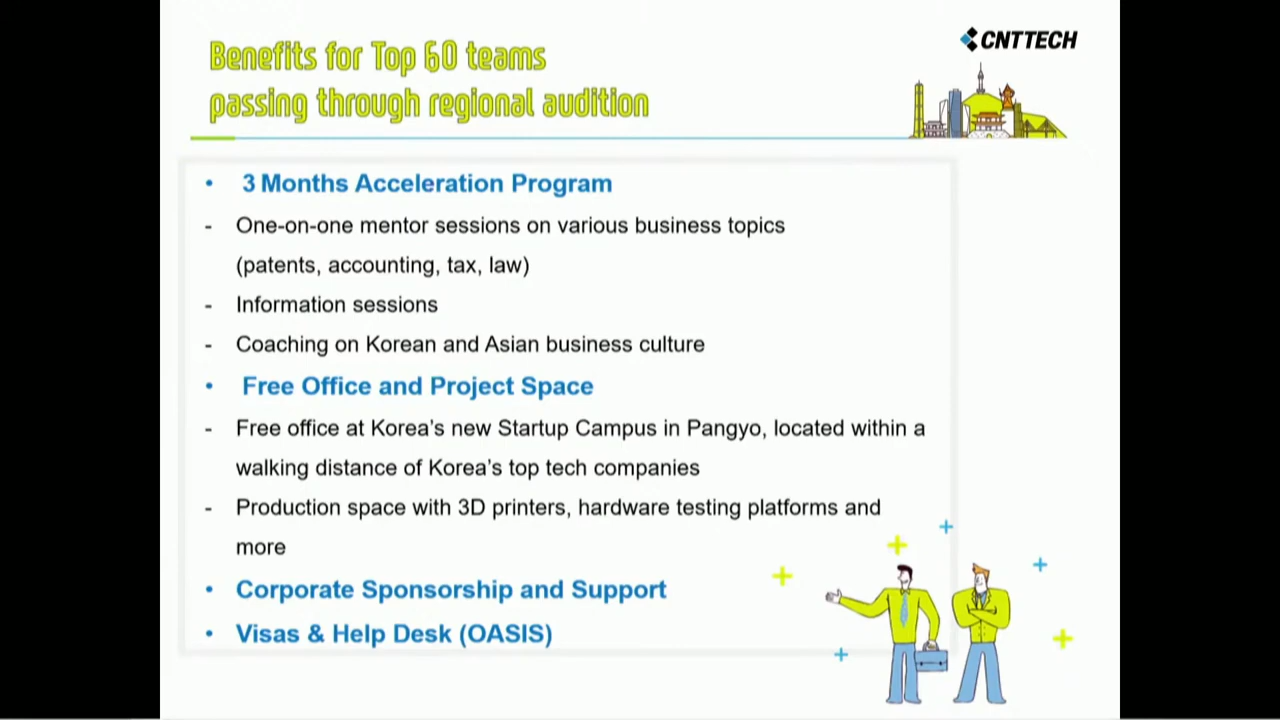 Benefits for Top 60 teams
passing through regional audition
CNTTECH
• 3 Months Acceleration Program
- One-on-one mentor sessions on various business topics
(patents, accounting, tax, law)
- Information sessions
- Coaching on Korean and Asian business culture
• Free Office and Project Space
- Free office at Korea's new Startup Campus in Pangyo, located within a
walking distance of Korea's top tech companies
- Production space with 3D printers, hardware testing platforms and
more
• Corporate Sponsorship and Support
• Visas & Help Desk (OASIS)